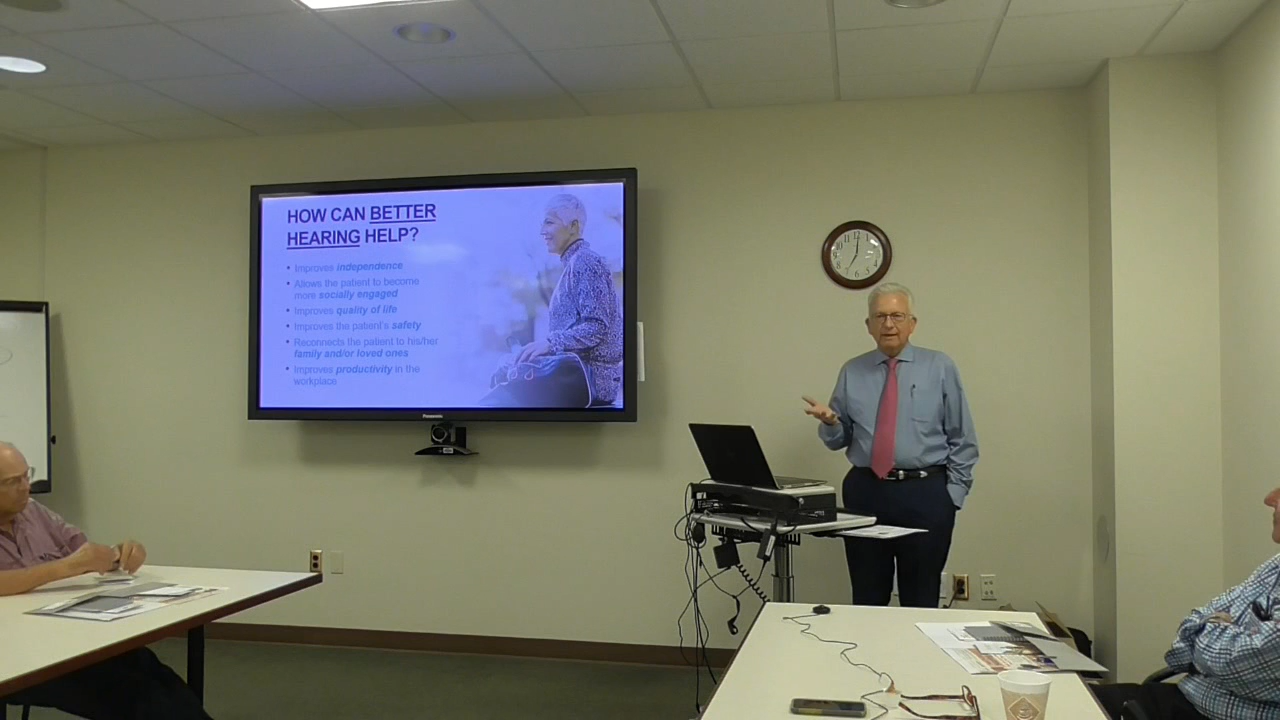 HOW CAN BETTER
HEARING HELP?
• Improves independence
• Allows the patient to become
more socially engaged
• Improves quality of life
• Improves the patient's safety
• Reconnects the patient to his/her
family and/or loved ones
• Improves productivity in the
workplace
Panasonic
12